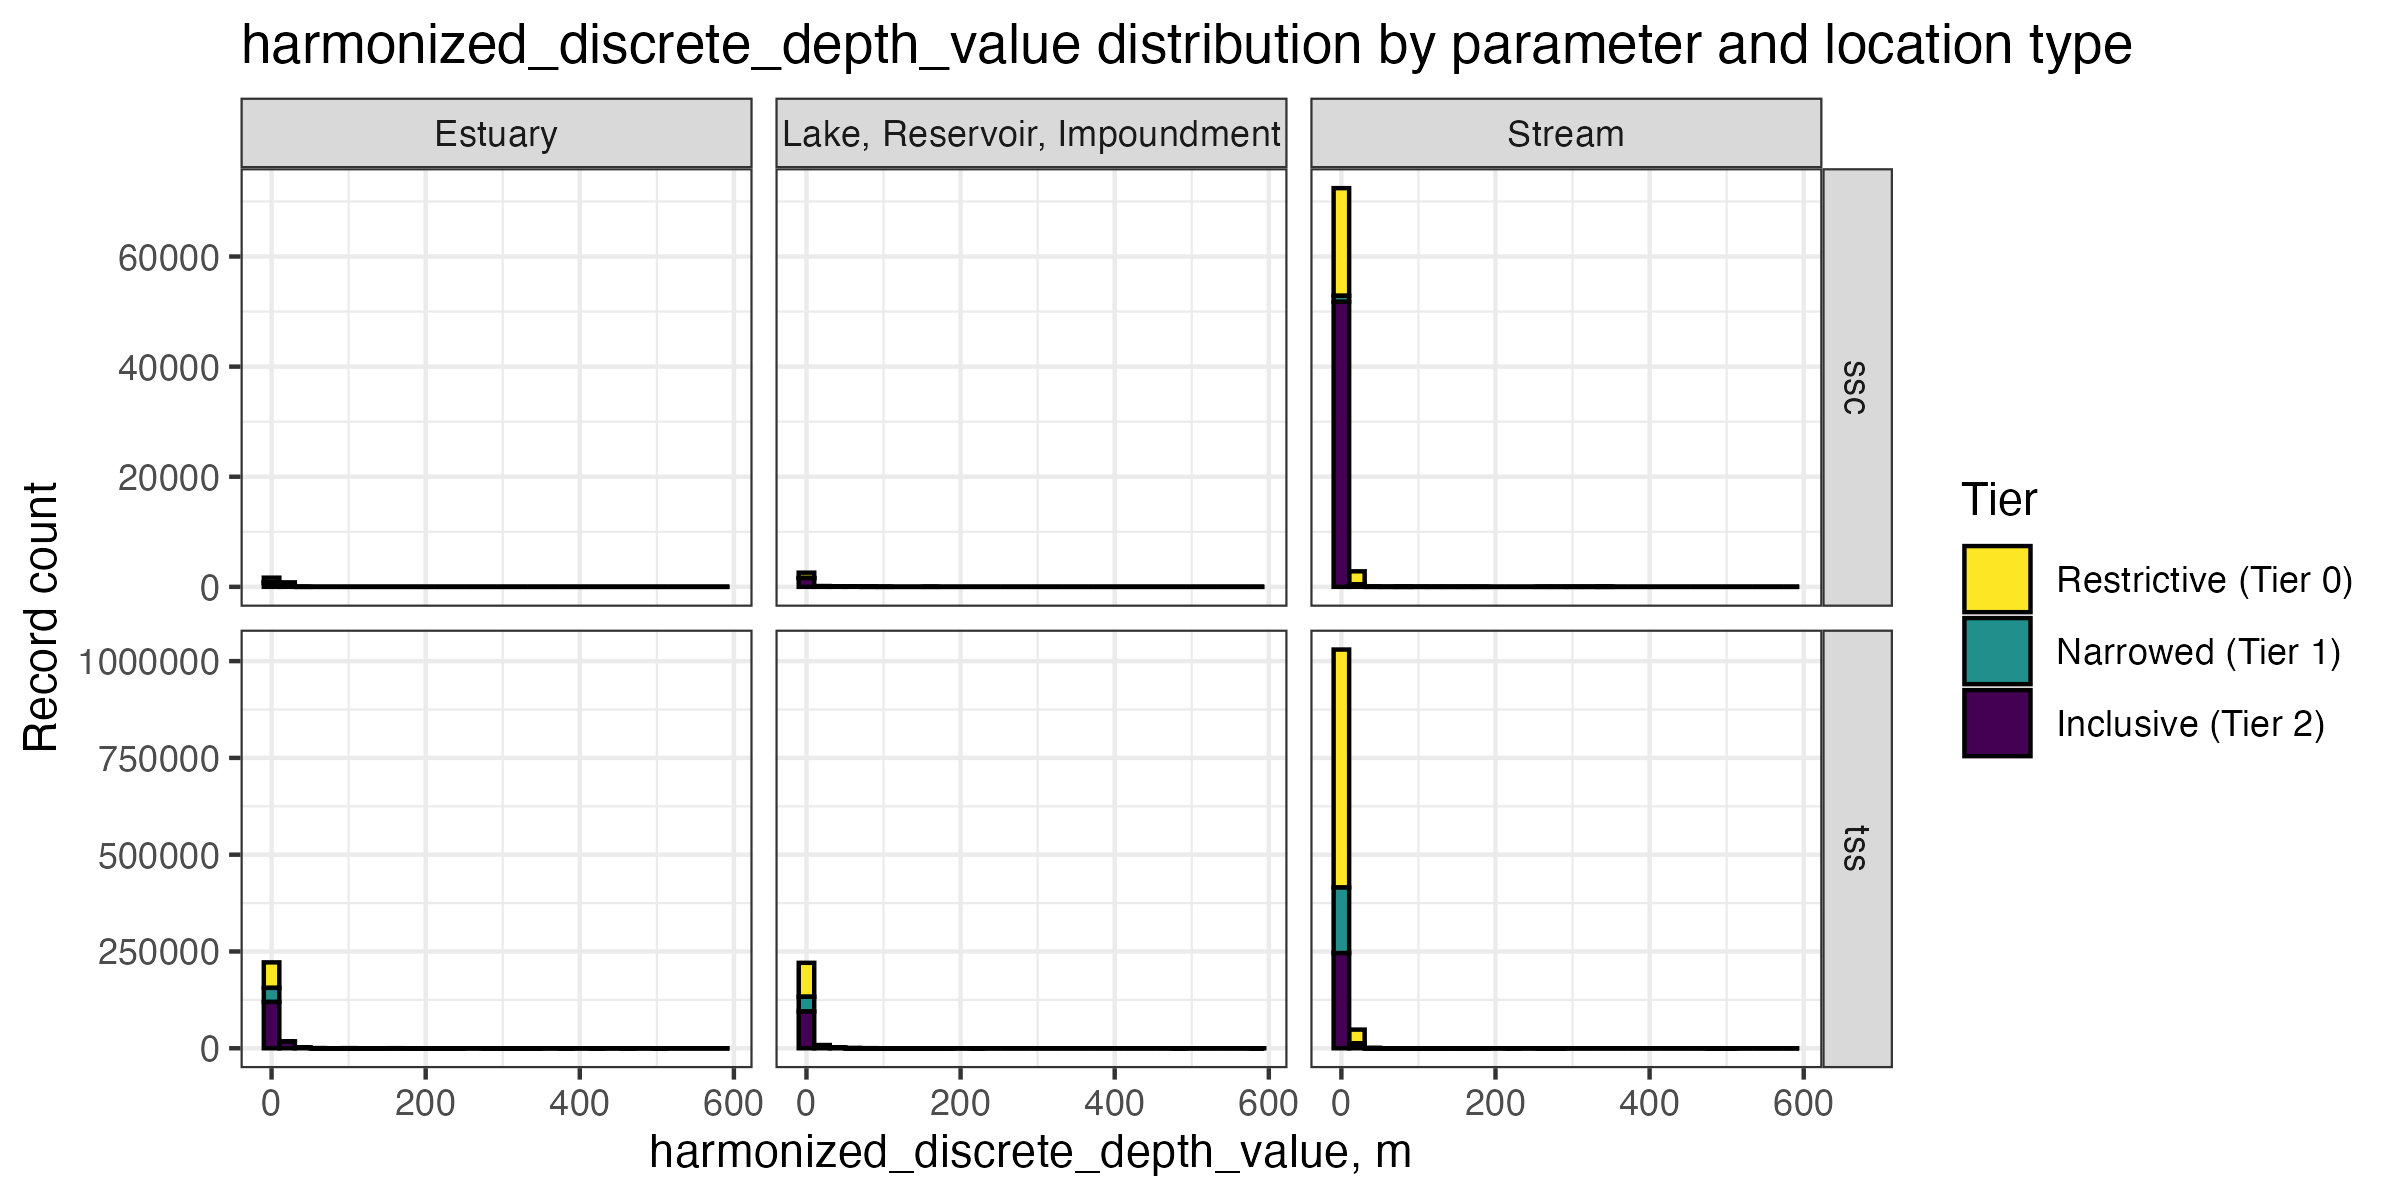 harmonized_discrete_depth_value distribution by parameter and location type
Estuary
Lake, Reservoir, Impoundment
Stream
60000
40000
20000
0
ssc
1000000
750000
500000
250000
0
tss
0 200 400 600
0 200 400 600
0 200 400 600
harmonized_discrete_depth_value, m
Record count
Tier
Restrictive (Tier 0)
Narrowed (Tier 1)
Inclusive (Tier 2)